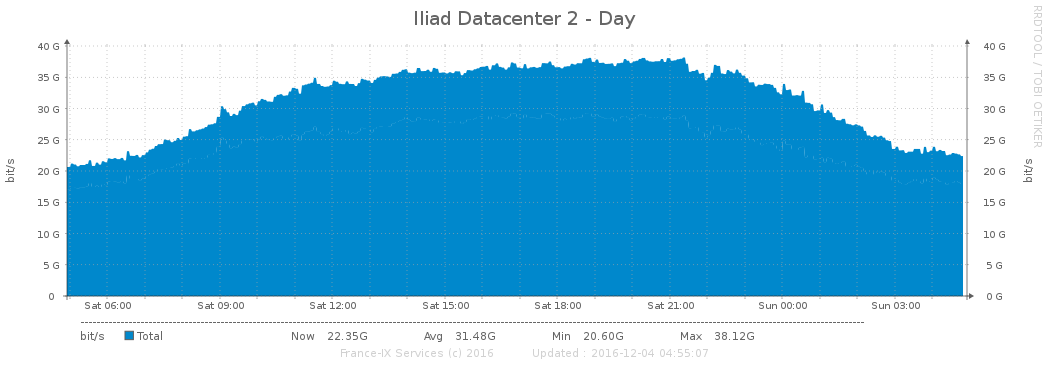 Iliad Datacenter 2 - Day
RRDTOOL / TOBI OETIKER
40 G 40 G
35 G 35 G
30 G 30 G
25 G 25 G
20 G 20 G
15 G 15 G
10 G 10 G
5 G 5 G
0 0 G
bit/s bit/s
Sat 06:00 Sat 09:00 Sat 12:00 Sat 15:00 Sat 18:00 Sat 21:00 Sun 00:00 Sun 03:00
bit/s Total Now 22.35G Avg 31.48G Min 20.60G Max 38.12G
France-IX Services (c) 2016 Updated : 2016-12-04 04:55:07